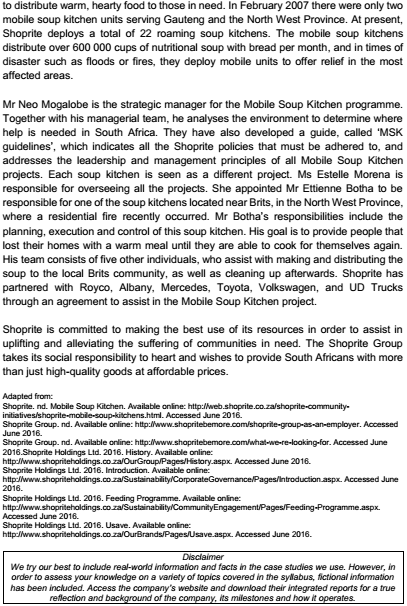 to distribute warm, hearty food to those in need. In February 2007 there were only two
mobile soup kitchen units serving Gauteng and the North West Province. At present,
Shoprite deploys a total of 22 roaming soup kitchens. The mobile soup kitchens
distribute over 600 000 cups of nutritional soup with bread per month, and in times of
disaster such as floods or fires, they deploy mobile units to offer relief in the most
affected areas.
Mr Neo Mogalobe is the strategic manager for the Mobile Soup Kitchen programme.
Together with his managerial team, he analyses the environment to determine where
help is needed in South Africa. They have also developed a guide, called 'MSK
guidelines', which indicates all the Shoprite policies that must be adhered to, and
addresses the leadership and management principles of all Mobile Soup Kitchen
projects. Each soup kitchen is seen as a different project. Ms Estelle Morena is
responsible for overseeing all the projects. She appointed Mr Ettienne Botha to be
responsible for one of the soup kitchens located near Brits, in the North West Province,
where a residential fire recently occurred. Mr Botha's responsibilities include the
planning, execution and control of this soup kitchen. His goal is to provide people that
lost their homes with a warm meal until they are able to cook for themselves again.
His team consists of five other individuals, who assist with making and distributing the
soup to the local Brits community, as well as cleaning up afterwards. Shoprite has
partnered with Royco, Albany, Mercedes, Toyota, Volkswagen, and UD Trucks
through an agreement to assist in the Mobile Soup Kitchen project.
Shoprite is committed to making the best use of its resources in order to assist in
uplifting and alleviating the suffering of communities in need. The Shoprite Group
takes its social responsibility to heart and wishes to provide South Africans with more
than just high-quality goods at affordable prices.
Adapted from:
Shoprite. nd. Mobile Soup Kitchen. Available online: http://web.shoprite.co.za/shoprite-community-
initiatives/shoprite-mobile-soup-kitchens.html. Accessed June 2016.
Shoprite Group. nd. Available online: http://www.shopritebemore.com/shoprite-group-as-an-employer. Accessed
June 2016.
Shoprite Group. nd. Available online: http://www.shopritebemore.com/what-we-re-looking-for. Accessed June
2016.Shoprite Holdings Ltd. 2016. History. Available online:
http://www.shopriteholdings.co.za/OurGroup/Pages/History.aspx. Accessed June 2016.
Shoprite Holdings Ltd. 2016. Introduction. Available online:
http://www.shopriteholdings.co.za/Sustainability/CorporateGovernance/Pages/Introduction.aspx. Accessed June
2016.
Shoprite Holdings Ltd. 2016. Feeding Programme. Available online:
http://www.shopriteholdings.co.za/Sustainability/CommunityEngagement/Pages/Feeding-Programme.aspx.
Accessed June 2016.
Shoprite Holdings Ltd. 2016. Usave. Available online:
http://www.shopriteholdings.co.za/OurBrands/Pages/Usave.aspx. Accessed June 2016.
Disclaimer
We try our best to include real-world information and facts in the case studies we use. However, in
order to assess your knowledge on a variety of topics covered in the syllabus, fictional information
has been included. Access the company's website and download their integrated reports for a true
reflection and background of the company, its milestones and how it operates.